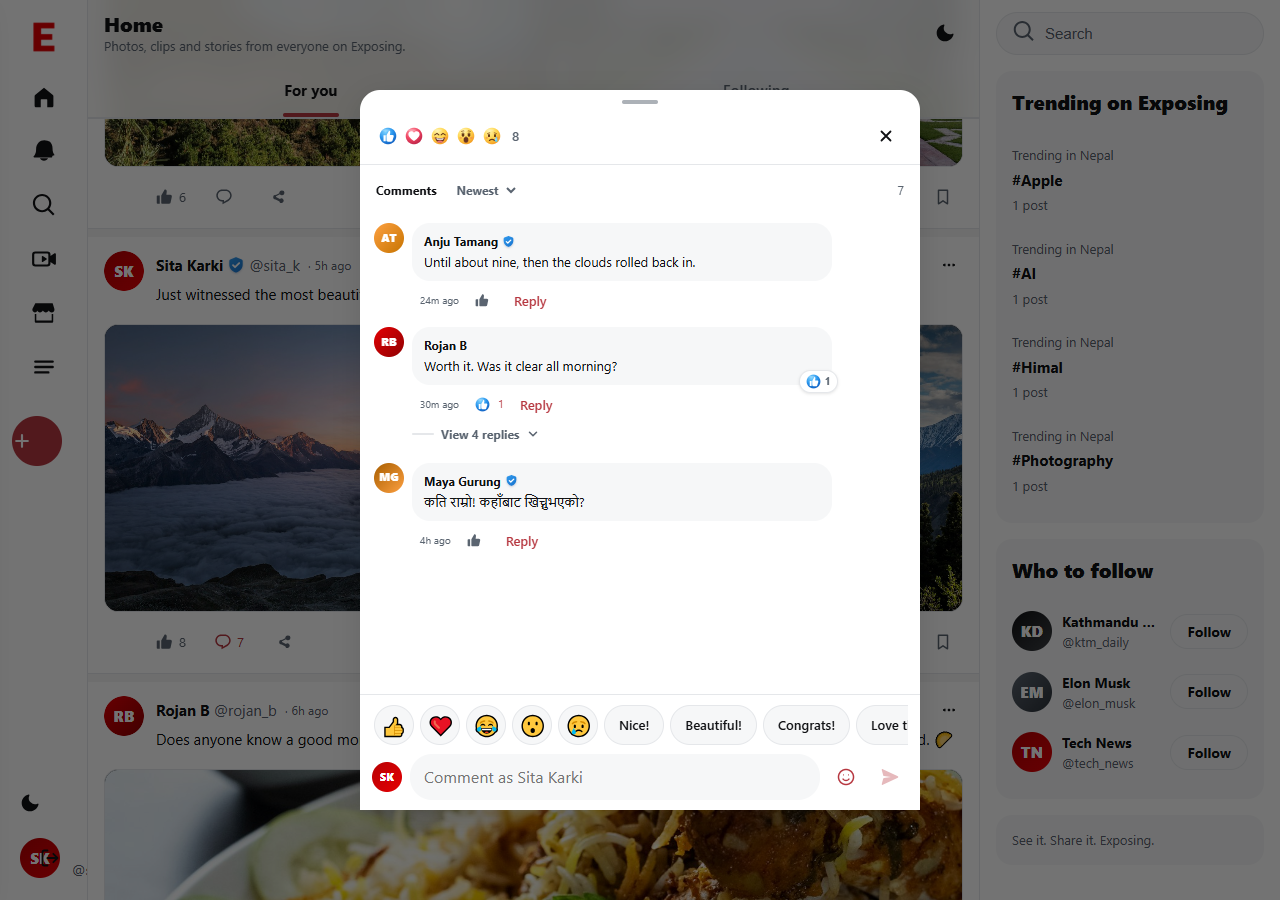 E
Home
Photos, clips and stories from everyone on Exposing.
For you
Following
6
SK
Sita Karki @sita_k · 5h ago
Just witnessed the most beauti
8
7
RB
Rojan B @rojan_b · 6h ago
Does anyone know a good mo
d.
SK
@s
8
Comments
Newest
7
AT
Anju Tamang
Until about nine, then the clouds rolled back in.
24m ago
Reply
RB
Rojan B
Worth it. Was it clear all morning?
1
30m ago
1
Reply
View 4 replies
MG
Maya Gurung
कति राम्रो! कहाँबाट खिच्नुभएको?
4h ago
Reply
Nice!
Beautiful!
Congrats!
Love t
SK
Comment as Sita Karki
Search
Trending on Exposing
Trending in Nepal
#Apple
1 post
Trending in Nepal
#AI
1 post
Trending in Nepal
#Himal
1 post
Trending in Nepal
#Photography
1 post
Who to follow
KD
Kathmandu ...
@ktm_daily
Follow
EM
Elon Musk
@elon_musk
Follow
TN
Tech News
@tech_news
Follow
See it. Share it. Exposing.